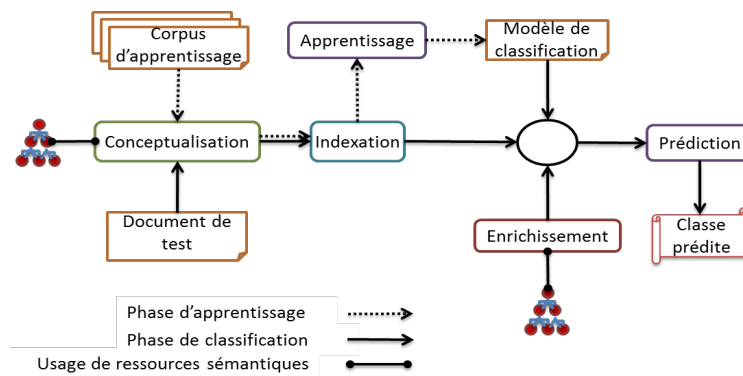 Corpus
d'apprentissage
Apprentissage
Modèle de
classification
Conceptualisation
Indexation
Prédiction
Document de
test
Enrichissement
Classe
prédite
Phase d'apprentissage
Phase de classification
Usage de ressources sémantiques